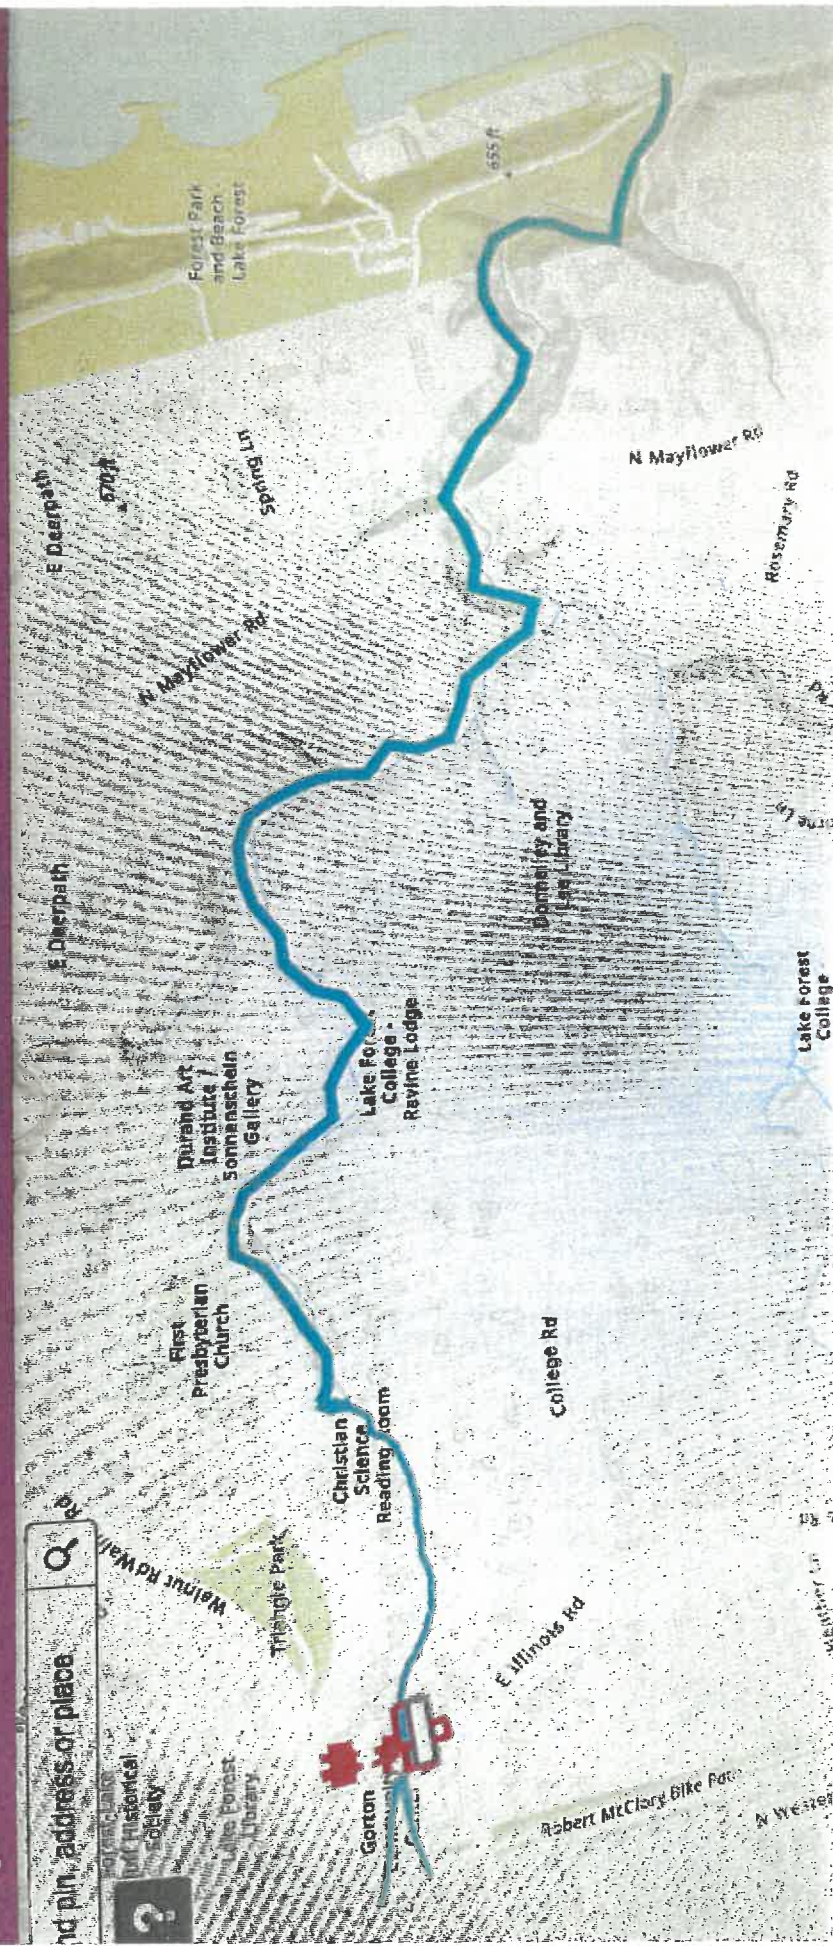 Forest Park
and Beach -
Lake Forest
655 ft
E Deerpath
670 ft
Spring Ln
N Mayflower Rd
N Mayflower Rd
Rosemary Rd
E Deerpath
Donnelley and
Lee Library
Lake Forest
College
Durand Art
Institute /
Sonnenschein
Gallery
Lake
College -
Ravine Lodge
First
Presbyterian
Church
Christian
Science
Reading Room
College Rd
Walnut Rd
Triangle Park
E Illinois Rd
nd pin, address or place
Historical
Society
Lake Forest
Library
Gorton
Robert McClory Bike Pat
?